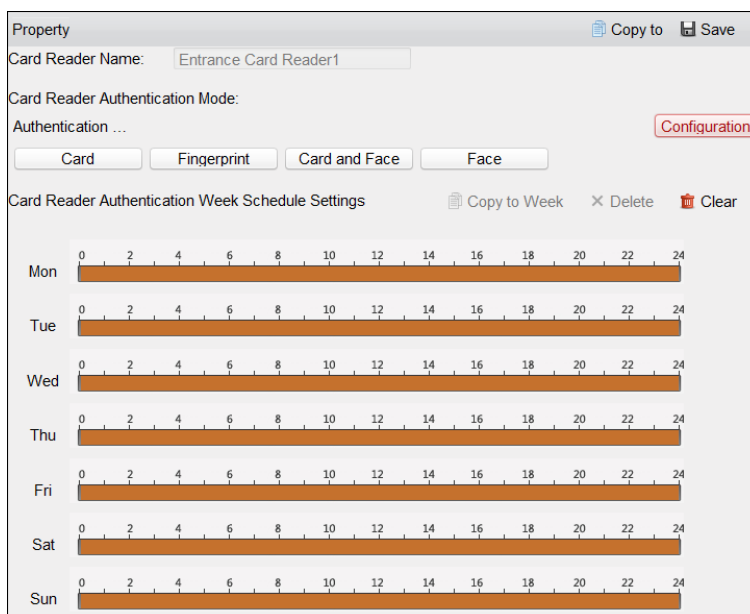 Property Copy to Save
Card Reader Name: Entrance Card Reader1
Card Reader Authentication Mode:
Authentication ...
Configuration
Card Fingerprint Card and Face Face
Card Reader Authentication Week Schedule Settings Copy to Week Delete Clear
0 2 4 6 8 10 12 14 16 18 20 22 24
Mon
0 2 4 6 8 10 12 14 16 18 20 22 24
Tue
0 2 4 6 8 10 12 14 16 18 20 22 24
Wed
0 2 4 6 8 10 12 14 16 18 20 22 24
Thu
0 2 4 6 8 10 12 14 16 18 20 22 24
Fri
0 2 4 6 8 10 12 14 16 18 20 22 24
Sat
0 2 4 6 8 10 12 14 16 18 20 22 24
Sun